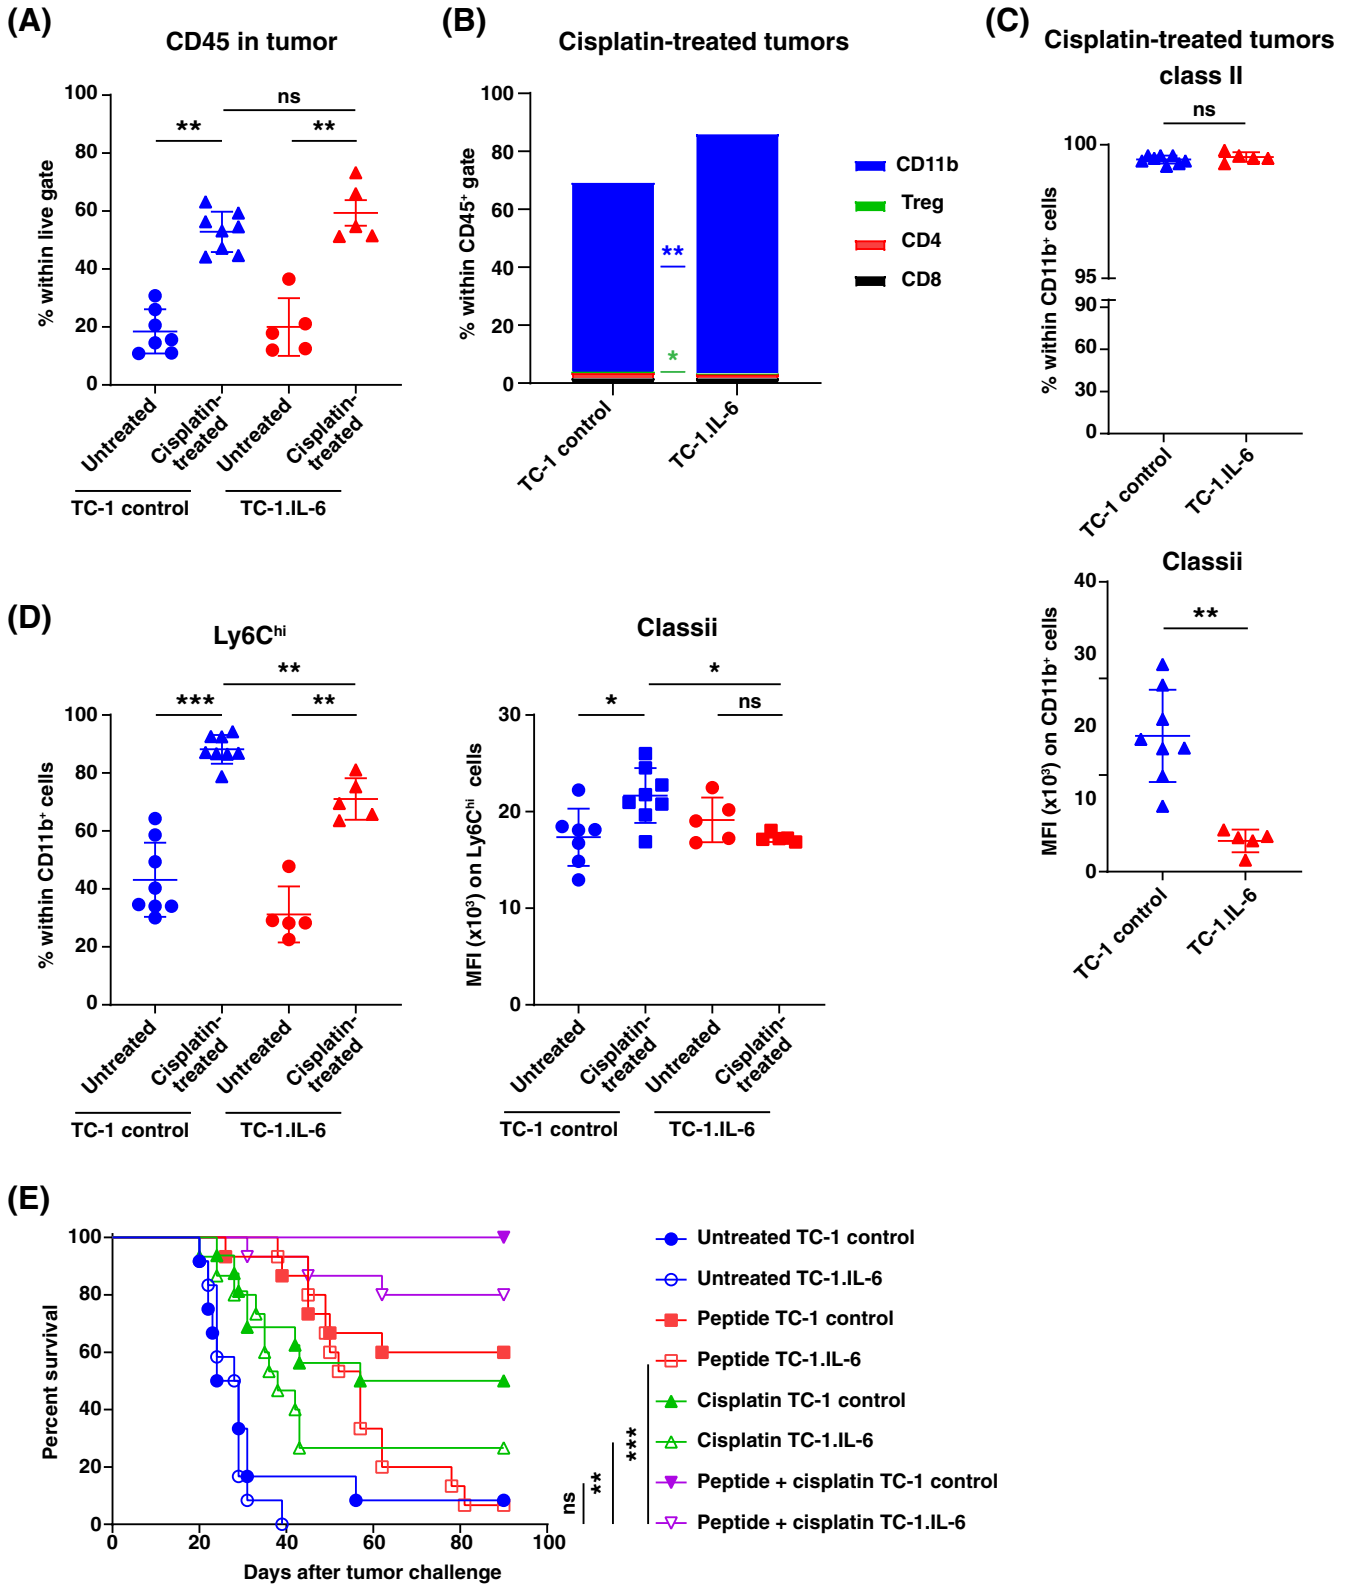 (A)
CD45 in tumor
% within live gate
100
80
60
40
20
0
**
ns
**
Untreated
Cisplatin-
treated
Untreated
Cisplatin-
treated
TC-1 control
TC-1.IL-6
(B)
Cisplatin-treated tumors
% within CD45+ gate
100
80
60
40
20
0
**
*
TC-1 control
TC-1.IL-6
CD11b
Treg
CD4
CD8
(C)
Cisplatin-treated tumors
class II
ns
% within CD11b+ cells
100
95
90
60
30
0
TC-1 control
TC-1.IL-6
Classii
**
MFI (x10³) on CD11b+ cells
40
30
20
10
0
TC-1 control
TC-1.IL-6
(D)
Ly6Chi
% within CD11b+ cells
100
80
60
40
20
0
***
**
**
Untreated
Cisplatin-
treated
Untreated
Cisplatin-
treated
TC-1 control
TC-1.IL-6
Classii
MFI (x10³) on Ly6Chi cells
30
20
10
0
*
*
ns
Untreated
Cisplatin-
treated
Untreated
Cisplatin-
treated
TC-1 control
TC-1.IL-6
(E)
Percent survival
100
80
60
40
20
0
0 20 40 60 80 100
Days after tumor challenge
ns
**
***
Untreated TC-1 control
Untreated TC-1.IL-6
Peptide TC-1 control
Peptide TC-1.IL-6
Cisplatin TC-1 control
Cisplatin TC-1.IL-6
Peptide + cisplatin TC-1 control
Peptide + cisplatin TC-1.IL-6